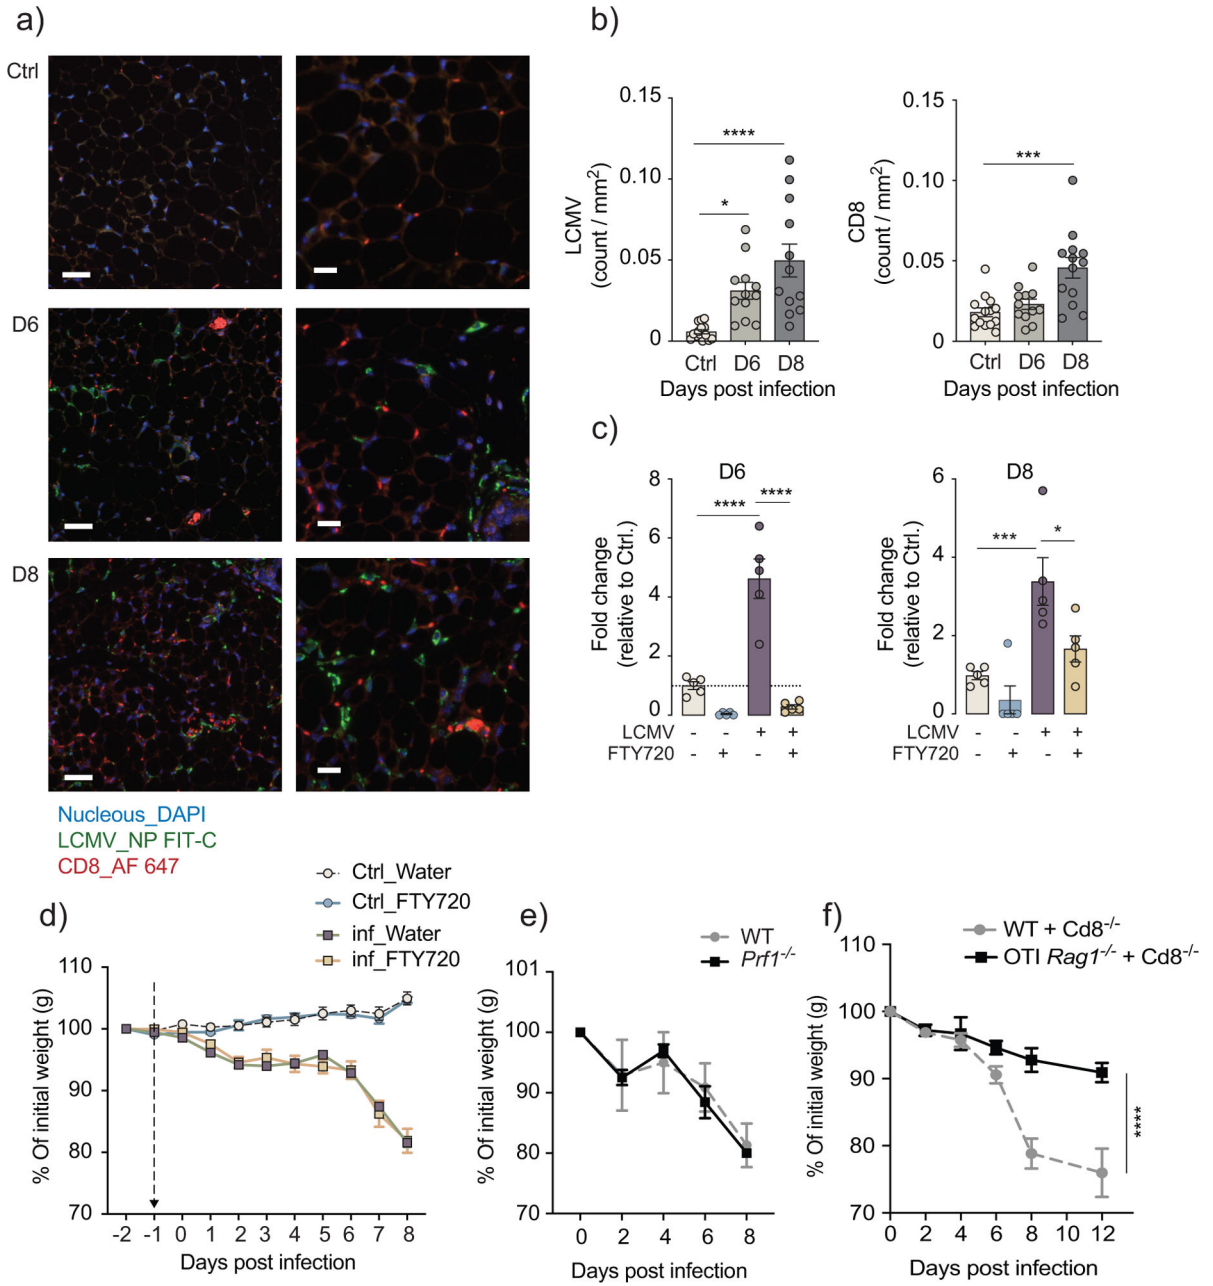 a)
Ctrl
D6
D8
Nucleous_DAPI
LCMV_NP FIT-C
CD8_AF 647
b)
LCMV
(count / mm²)
0.15
0.10
0.05
0
****
*
Ctrl D6 D8
Days post infection
CD8
(count / mm²)
0.15
0.10
0.05
0
***
Ctrl D6 D8
Days post infection
c)
D6
Fold change
(relative to Ctrl.)
8
6
4
2
0
**** ****
LCMV - - + +
FTY720 - + - +
D8
Fold change
(relative to Ctrl.)
6
4
2
0
*** *
LCMV - - + +
FTY720 - + - +
d)
Ctrl_Water
Ctrl_FTY720
inf_Water
inf_FTY720
% Of initial weight (g)
110
100
90
80
70
-2 -1 0 1 2 3 4 5 6 7 8
Days post infection
e)
WT
Prf1-/-
% Of initial weight (g)
101
100
90
80
70
0 2 4 6 8
Days post infection
f)
WT + Cd8-/-
OTI Rag1-/- + Cd8-/-
% Of initial weight (g)
110
100
90
80
70
****
0 2 4 6 8 10 12
Days post infection